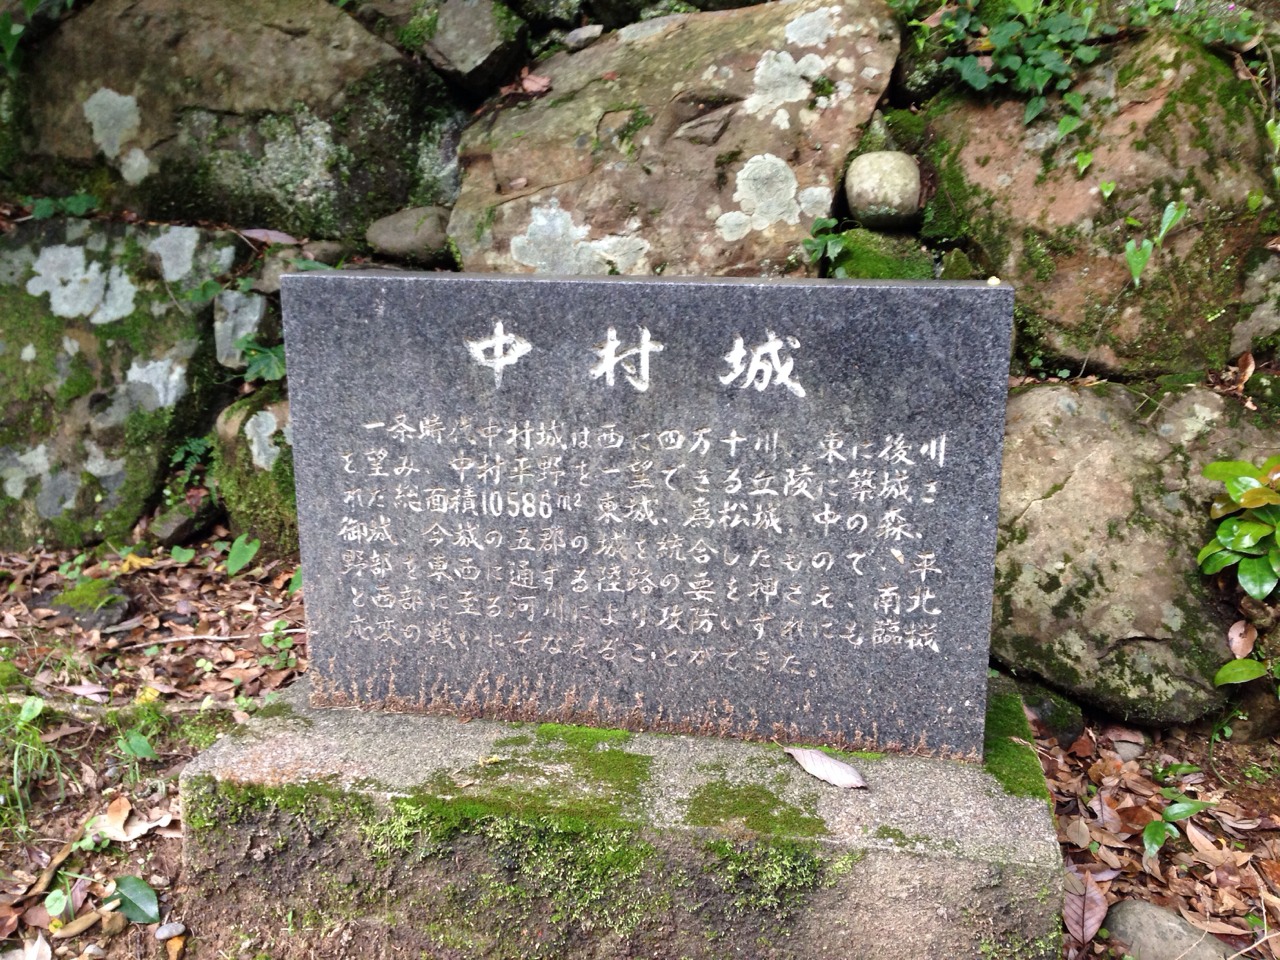 中村城
一条時代中村城は西に四万十川、東に後川
を望み、中村平野を一望できる丘陵に築城さ
れた総面積10586m²東城、為松城、中の森、
御城、今城の五郡の城を統合したもので、平
野部を東西に通する陸路の要を押さえ、南北
と西部に至る河川により攻防いずれにも臨機
応変の戦いにそなえることができた。